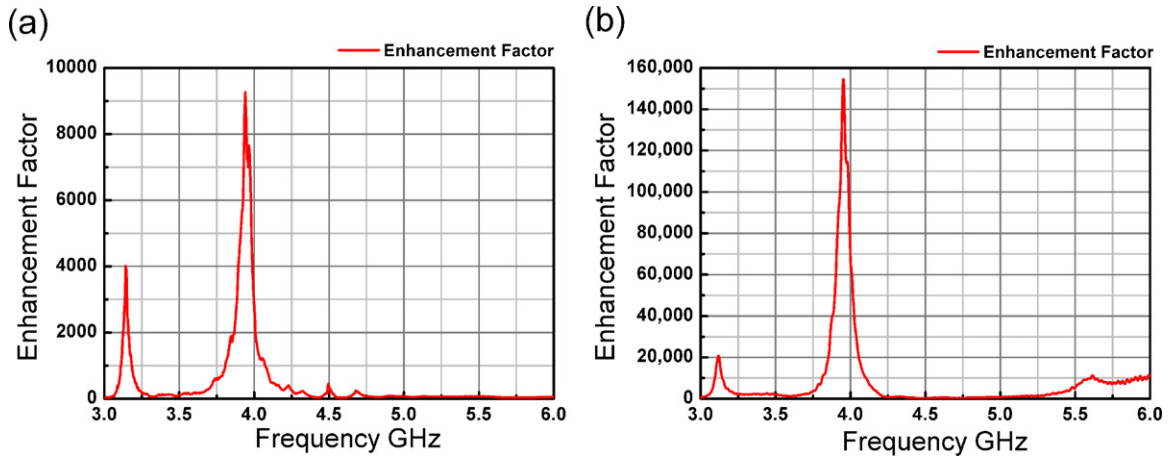 (a)
Enhancement Factor
10000
8000
6000
4000
2000
0
3.0 3.5 4.0 4.5 5.0 5.5 6.0
Frequency GHz
Enhancement Factor
(b)
Enhancement Factor
160,000
140,000
120,000
100,000
80,000
60,000
40,000
20,000
0
3.0 3.5 4.0 4.5 5.0 5.5 6.0
Frequency GHz
Enhancement Factor